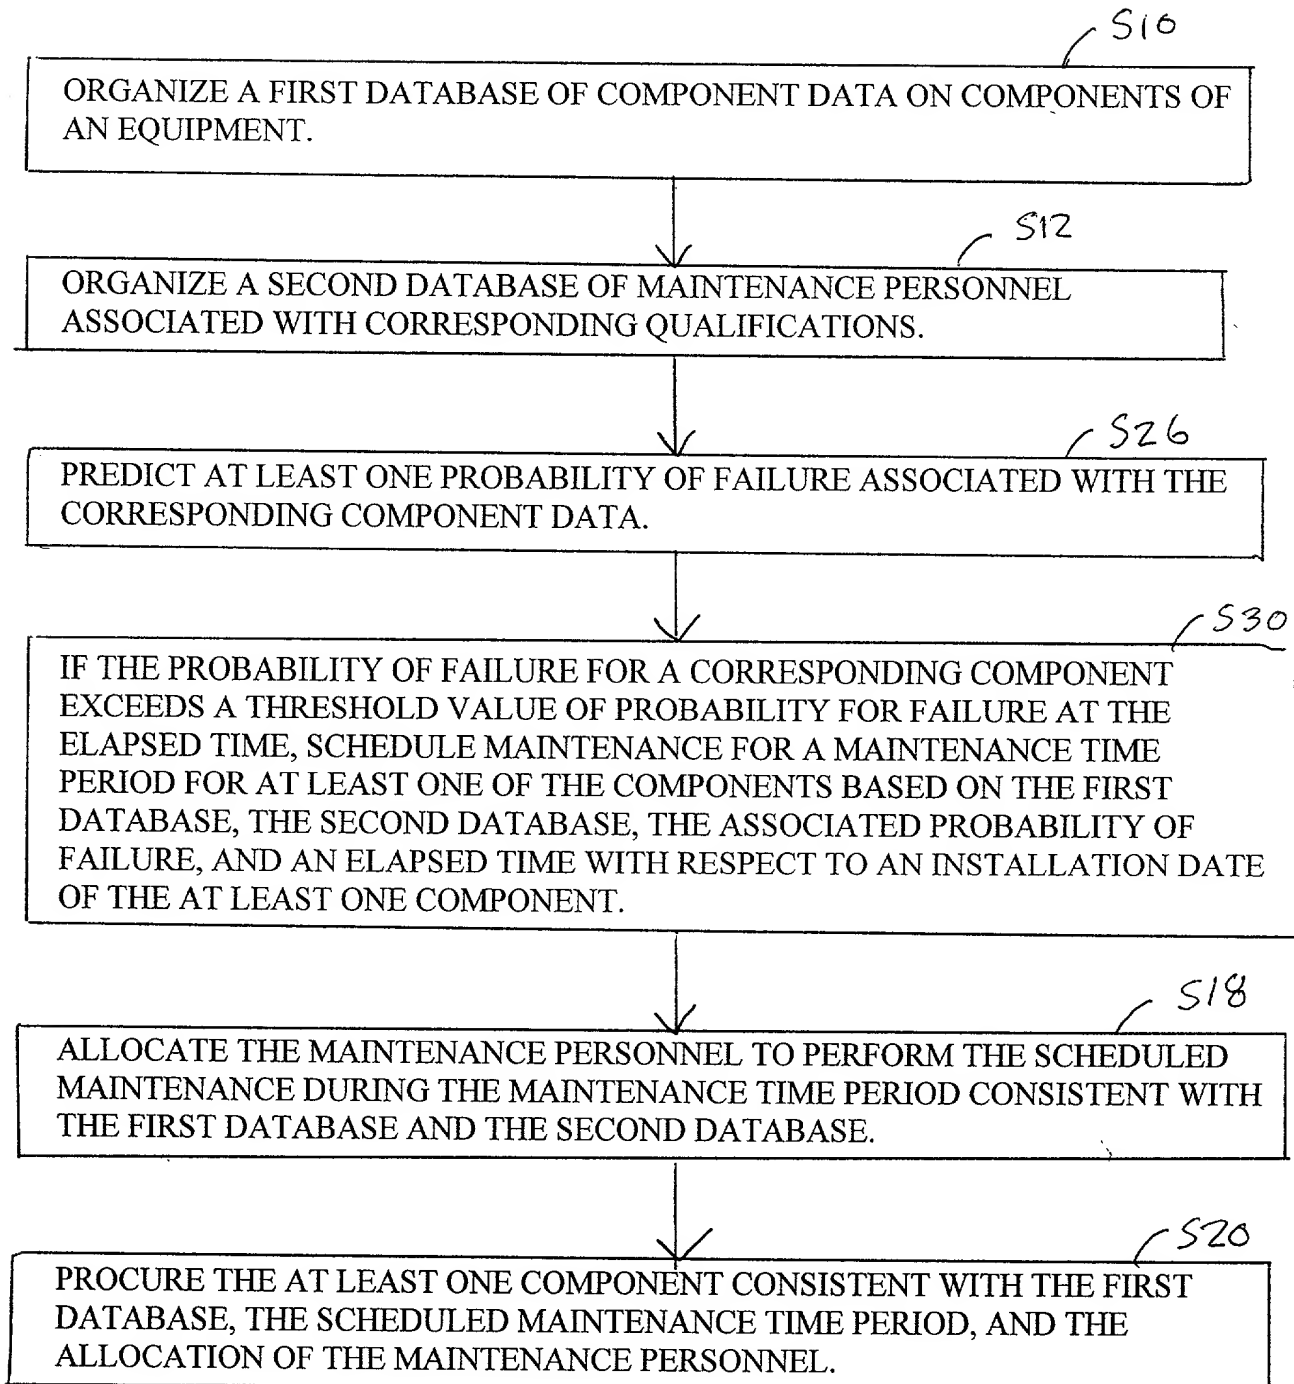 S10
ORGANIZE A FIRST DATABASE OF COMPONENT DATA ON COMPONENTS OF
AN EQUIPMENT.
S12
ORGANIZE A SECOND DATABASE OF MAINTENANCE PERSONNEL
ASSOCIATED WITH CORRESPONDING QUALIFICATIONS.
S26
PREDICT AT LEAST ONE PROBABILITY OF FAILURE ASSOCIATED WITH THE
CORRESPONDING COMPONENT DATA.
S30
IF THE PROBABILITY OF FAILURE FOR A CORRESPONDING COMPONENT
EXCEEDS A THRESHOLD VALUE OF PROBABILITY FOR FAILURE AT THE
ELAPSED TIME, SCHEDULE MAINTENANCE FOR A MAINTENANCE TIME
PERIOD FOR AT LEAST ONE OF THE COMPONENTS BASED ON THE FIRST
DATABASE, THE SECOND DATABASE, THE ASSOCIATED PROBABILITY OF
FAILURE, AND AN ELAPSED TIME WITH RESPECT TO AN INSTALLATION DATE
OF THE AT LEAST ONE COMPONENT.
S18
ALLOCATE THE MAINTENANCE PERSONNEL TO PERFORM THE SCHEDULED
MAINTENANCE DURING THE MAINTENANCE TIME PERIOD CONSISTENT WITH
THE FIRST DATABASE AND THE SECOND DATABASE.
S20
PROCURE THE AT LEAST ONE COMPONENT CONSISTENT WITH THE FIRST
DATABASE, THE SCHEDULED MAINTENANCE TIME PERIOD, AND THE
ALLOCATION OF THE MAINTENANCE PERSONNEL.